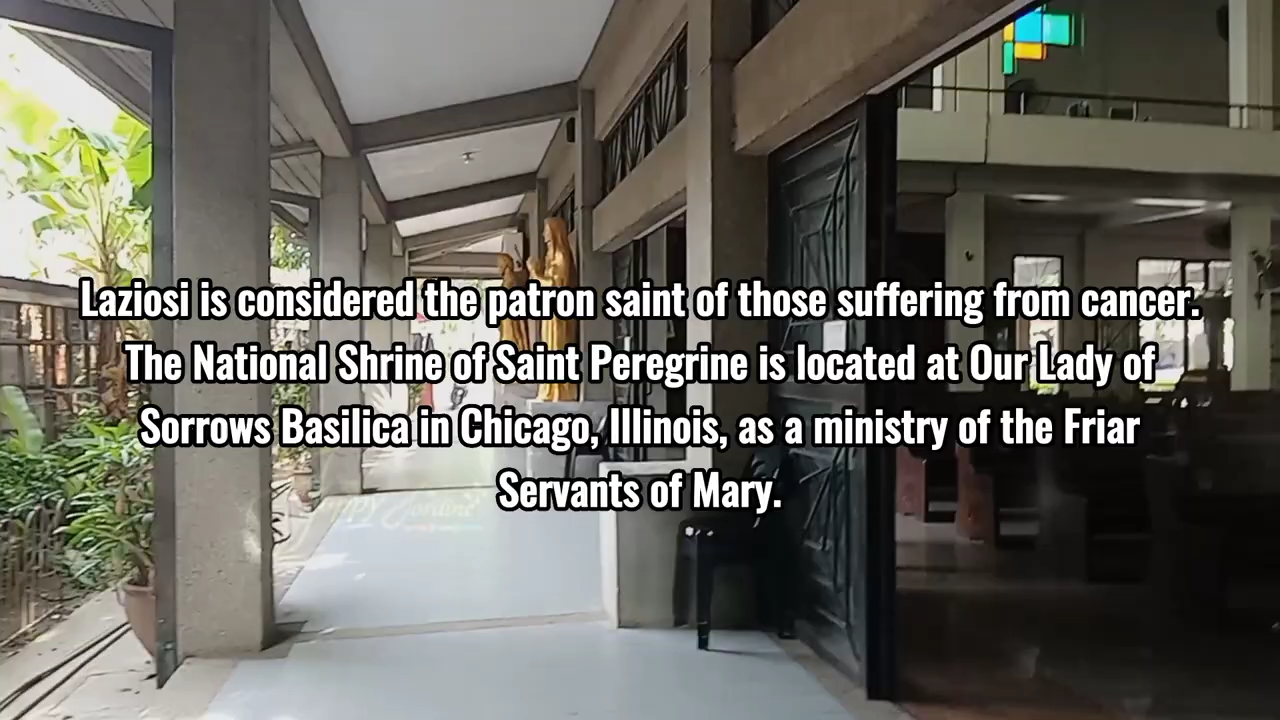 Laziosi is considered the patron saint of those suffering from cancer.
The National Shrine of Saint Peregrine is located at Our Lady of
Sorrows Basilica in Chicago, Illinois, as a ministry of the Friar
Servants of Mary.